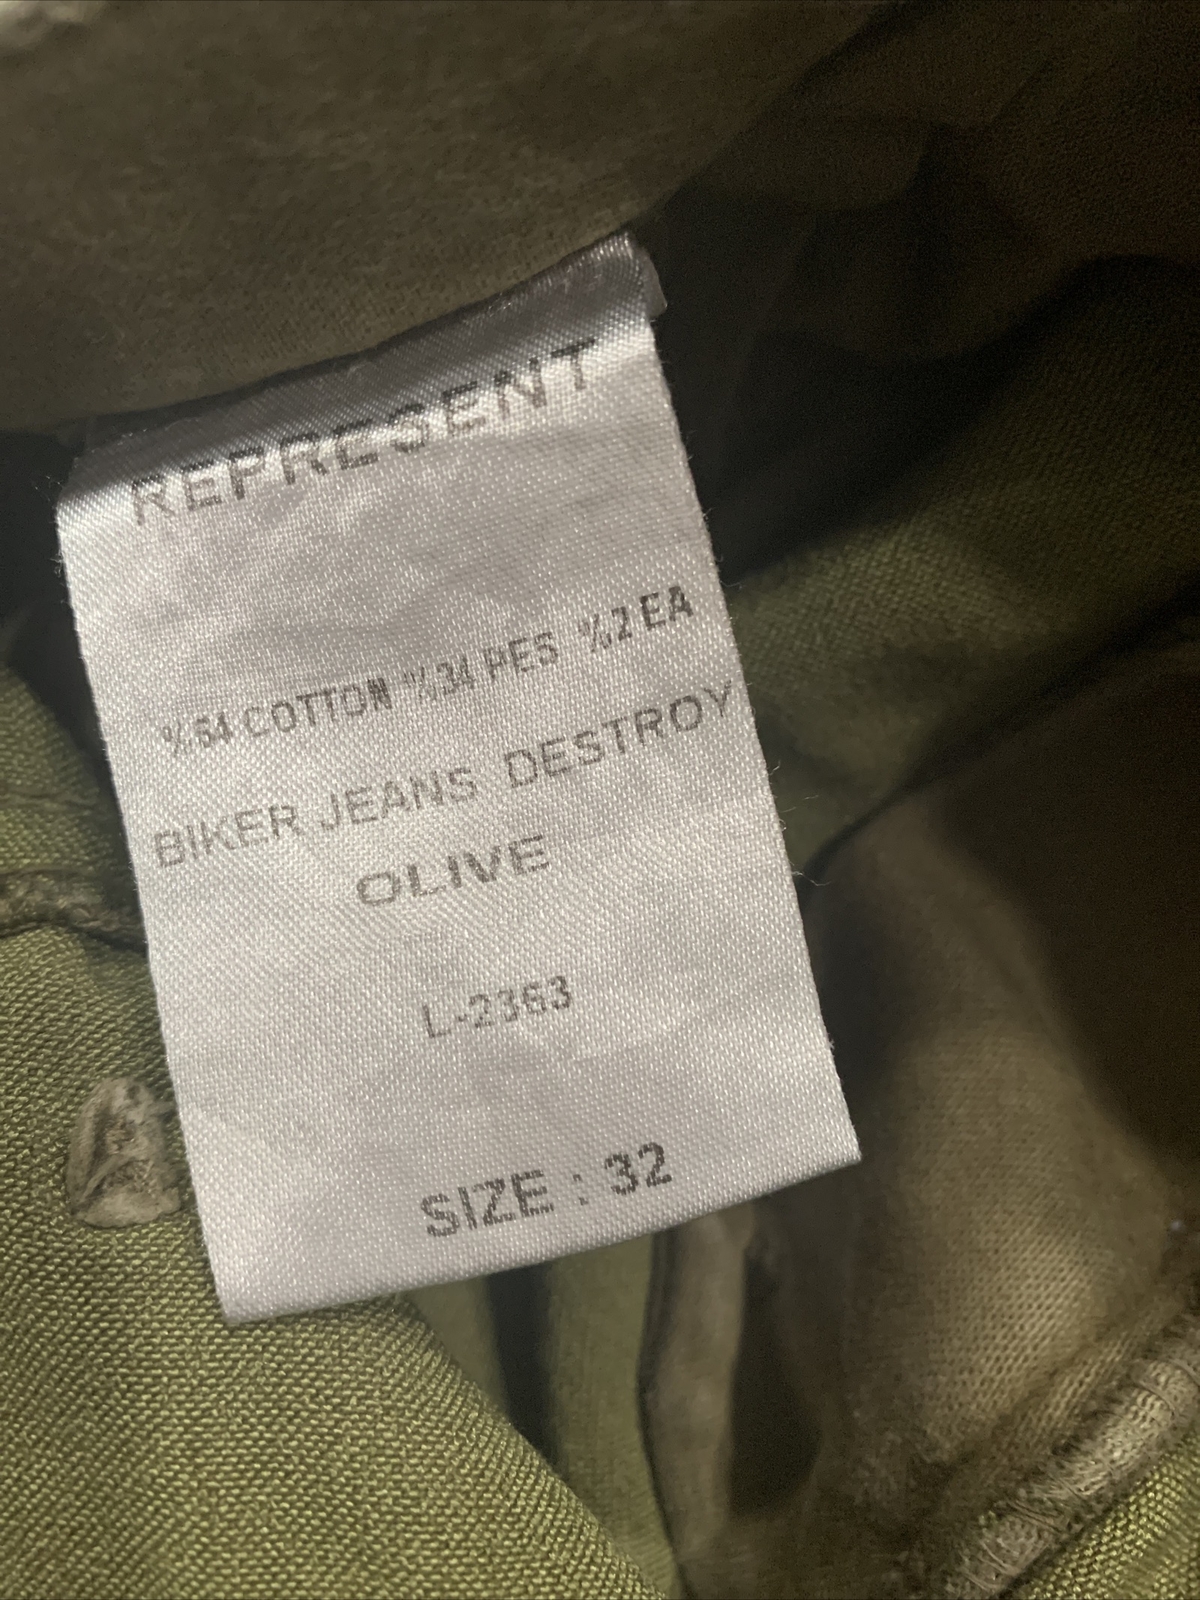 REPRESENT
%64 COTTON %34 PES %2 EA
BIKER JEANS DESTROY
OLIVE
L-2363
SIZE : 32